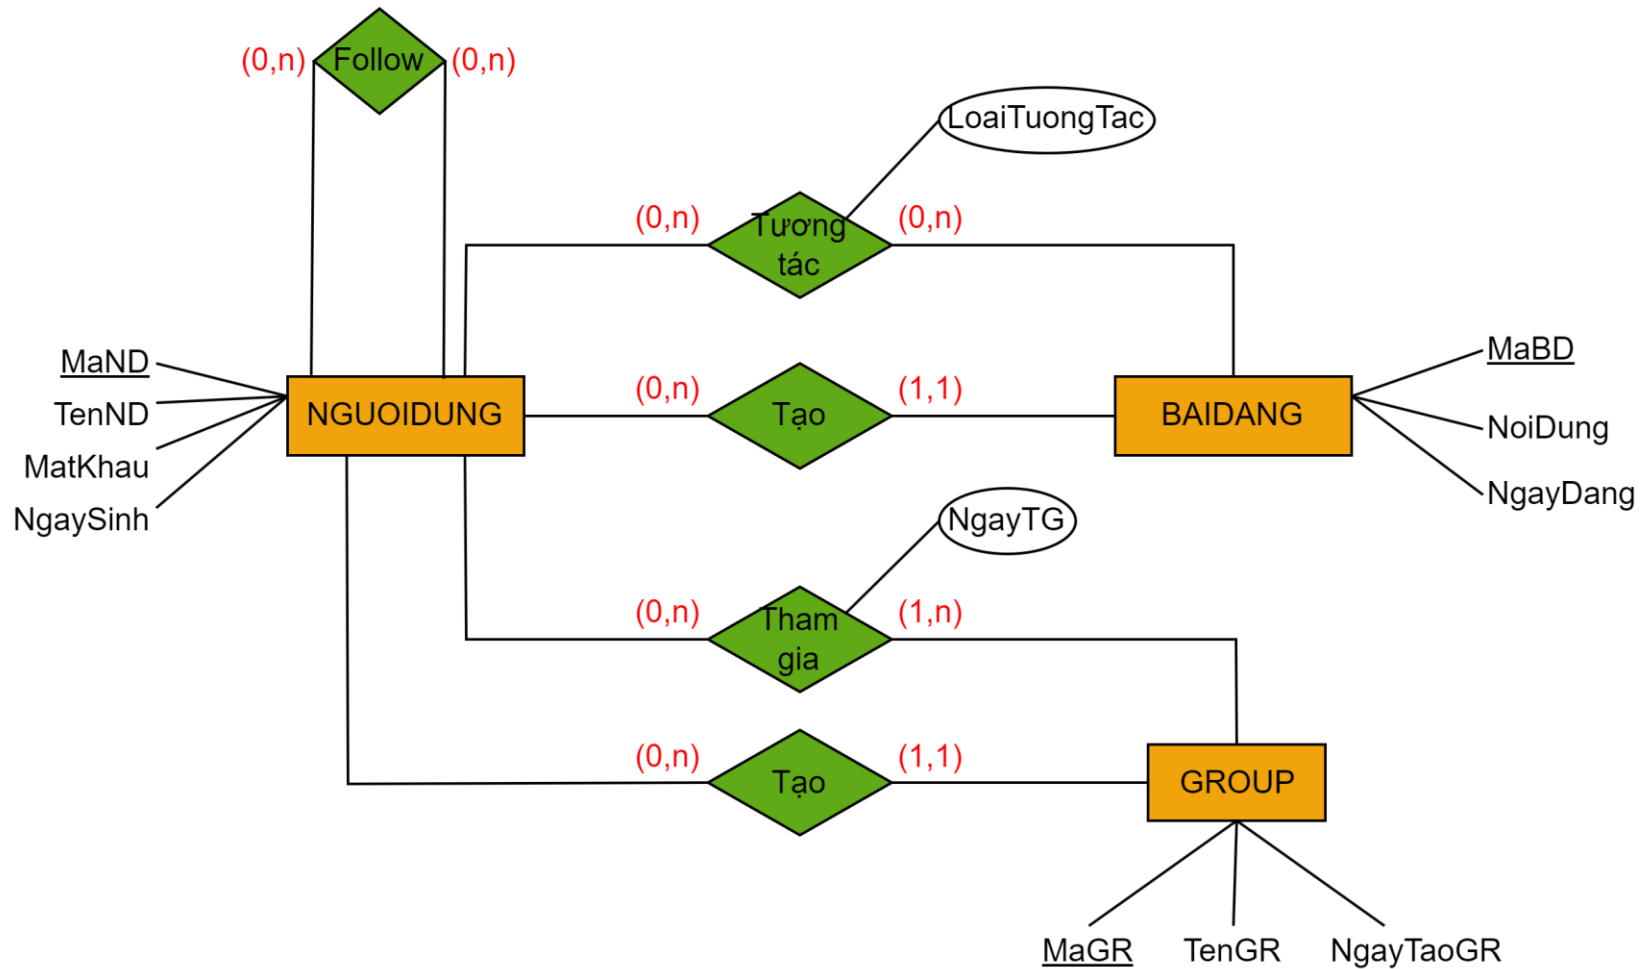 (0,n)
Follow
(0,n)
LoaiTuongTac
(0,n)
Tương
tác
(0,n)
MaND
TenND
MatKhau
NgaySinh
NGUOIDUNG
(0,n)
Tạo
(1,1)
BAIDANG
MaBD
NoiDung
NgayDang
NgayTG
(0,n)
Tham
gia
(1,n)
(0,n)
Tạo
(1,1)
GROUP
MaGR
TenGR
NgayTaoGR